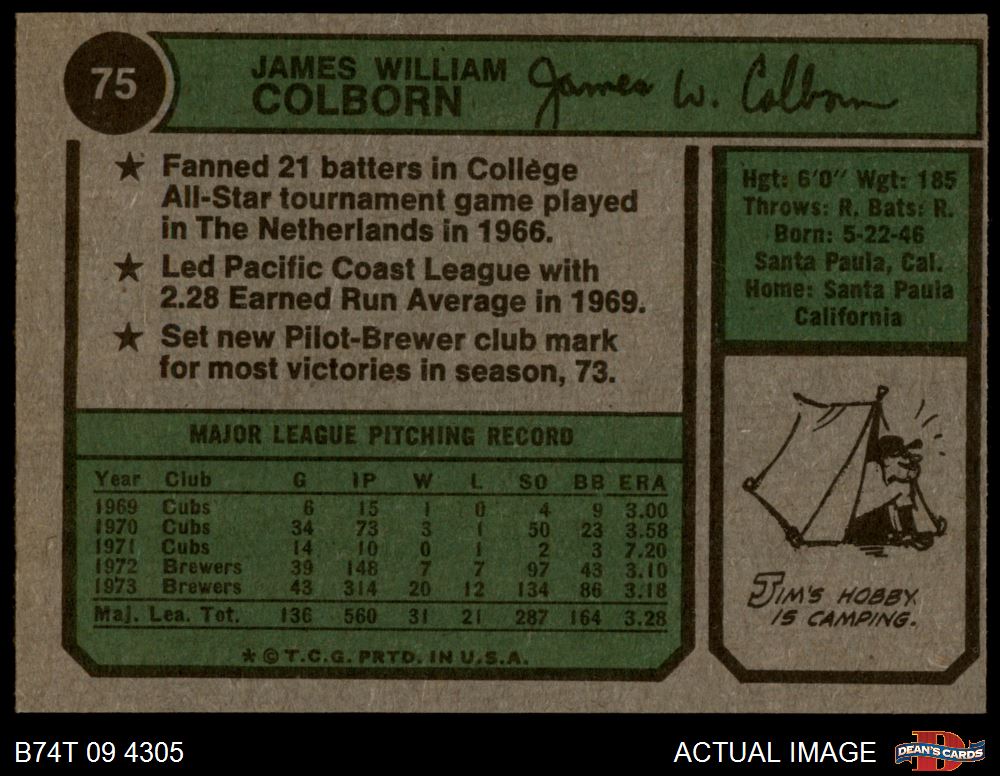 75
JAMES WILLIAM
COLBORN
James W. Colborn
★ Fanned 21 batters in College
All-Star tournament game played
in The Netherlands in 1966.
★ Led Pacific Coast League with
2.28 Earned Run Average in 1969.
★ Set new Pilot-Brewer club mark
for most victories in season, 73.
Hgt: 6'0" Wgt: 185
Throws: R. Bats: R.
Born: 5-22-46
Santa Paula, Cal.
Home: Santa Paula
California
MAJOR LEAGUE PITCHING RECORD
Year Club G IP W L SO BB ERA
1969 Cubs 6 15 1 0 4 9 3.00
1970 Cubs 34 73 3 1 50 23 3.58
1971 Cubs 14 10 0 1 2 3 7.20
1972 Brewers 39 148 7 7 97 43 3.10
1973 Brewers 43 314 20 12 134 86 3.18
Maj. Lea. Tot. 136 560 31 21 287 164 3.28
* © T.C.G. PRTD. IN U.S.A.
JIM'S HOBBY
IS CAMPING.
B74T 09 4305
ACTUAL IMAGE
DEAN'S CARDS